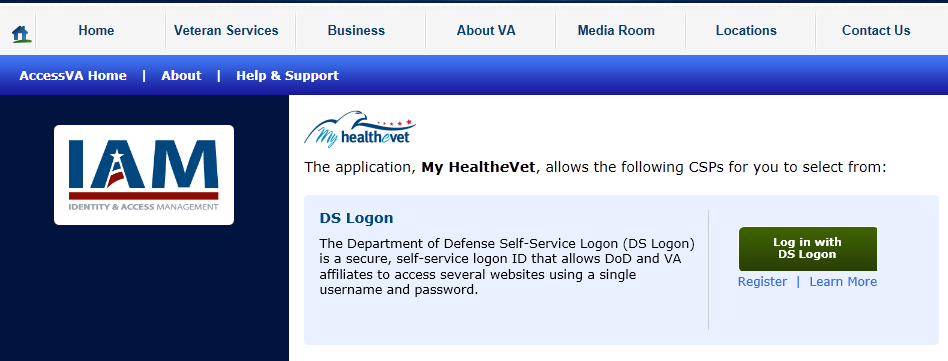 Home Veteran Services Business About VA Media Room Locations Contact Us
AccessVA Home | About | Help & Support
IAM
IDENTITY & ACCESS MANAGEMENT
My healthevet
The application, My HealtheVet, allows the following CSPs for you to select from:
DS Logon
The Department of Defense Self-Service Logon (DS Logon)
is a secure, self-service logon ID that allows DoD and VA
affiliates to access several websites using a single
username and password.
Log in with
DS Logon
Register | Learn More